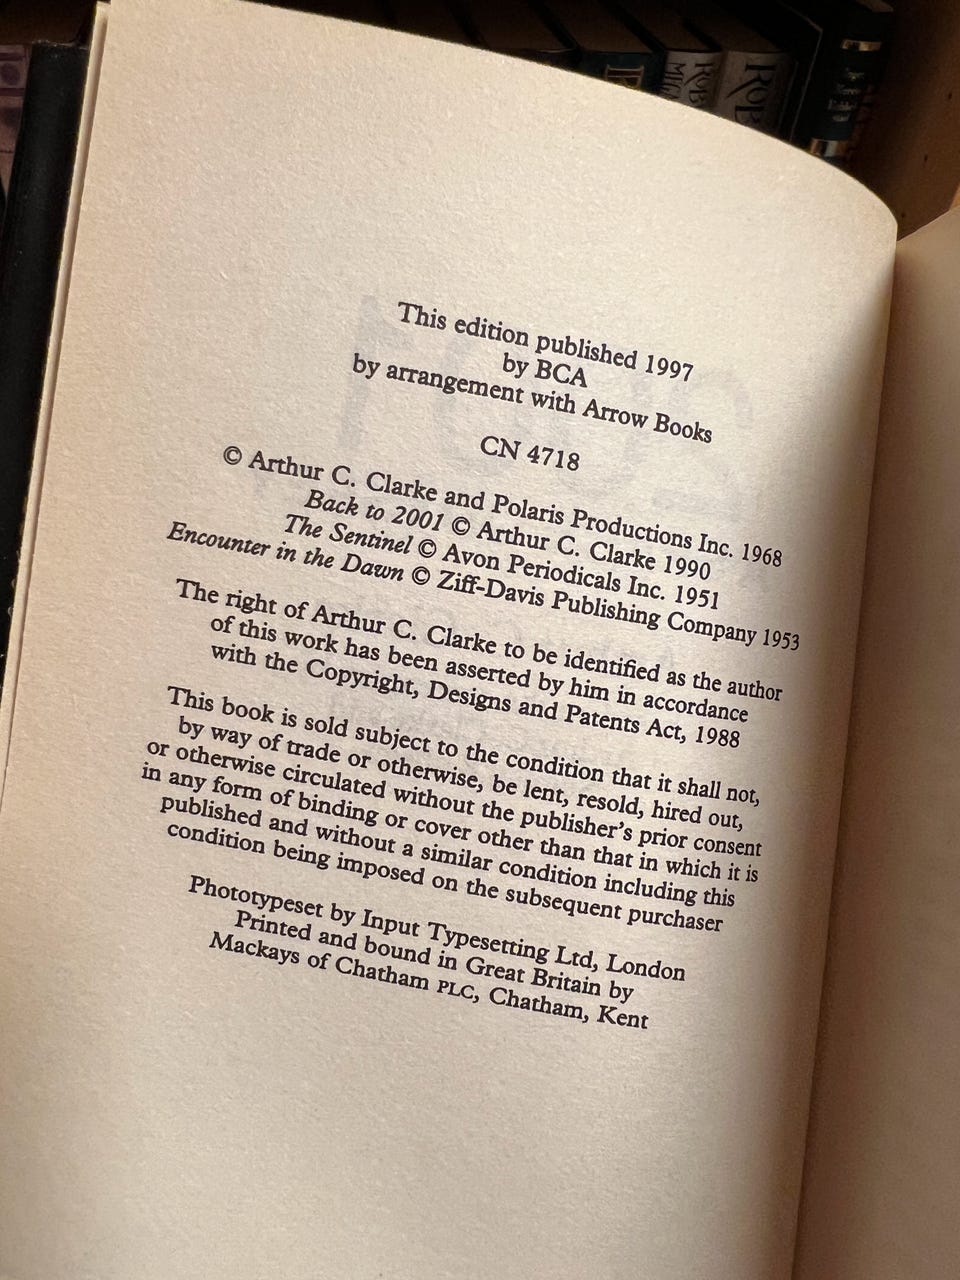 This edition published 1997
by BCA
by arrangement with Arrow Books
CN 4718
© Arthur C. Clarke and Polaris Productions Inc. 1968
Back to 2001 © Arthur C. Clarke 1990
The Sentinel © Avon Periodicals Inc. 1951
Encounter in the Dawn © Ziff-Davis Publishing Company 1953
The right of Arthur C. Clarke to be identified as the author
of this work has been asserted by him in accordance
with the Copyright, Designs and Patents Act, 1988
This book is sold subject to the condition that it shall not,
by way of trade or otherwise, be lent, resold, hired out,
or otherwise circulated without the publisher's prior consent
in any form of binding or cover other than that in which it is
published and without a similar condition including this
condition being imposed on the subsequent purchaser
Phototypeset by Input Typesetting Ltd, London
Printed and bound in Great Britain by
Mackays of Chatham PLC, Chatham, Kent